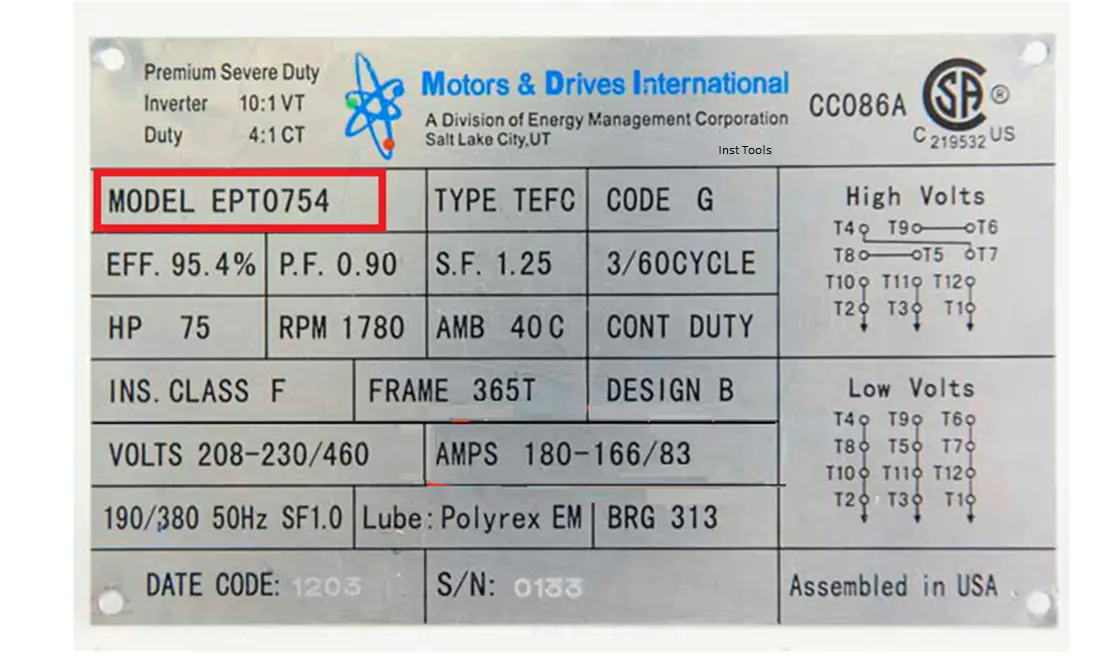 Premium Severe Duty
Inverter 10:1 VT
Duty 4:1 CT
Motors & Drives International
A Division of Energy Management Corporation
Salt Lake City,UT
Inst Tools
CC086A
SA ®
C 219532 US
MODEL EPT0754
TYPE TEFC
CODE G
EFF. 95.4%
P.F. 0.90
S.F. 1.25
3/60CYCLE
HP 75
RPM 1780
AMB 40C
CONT DUTY
INS. CLASS F
FRAME 365T
DESIGN B
VOLTS 208-230/460
AMPS 180-166/83
190/380 50Hz SF1.0
Lube: Polyrex EM
BRG 313
DATE CODE: 1203
S/N: 0133
High Volts
T4 T9 T6
T8 T5 T7
T10 T11 T12
T2 T3 T1
Low Volts
T4 T9 T6
T8 T5 T7
T10 T11 T12
T2 T3 T1
Assembled in USA